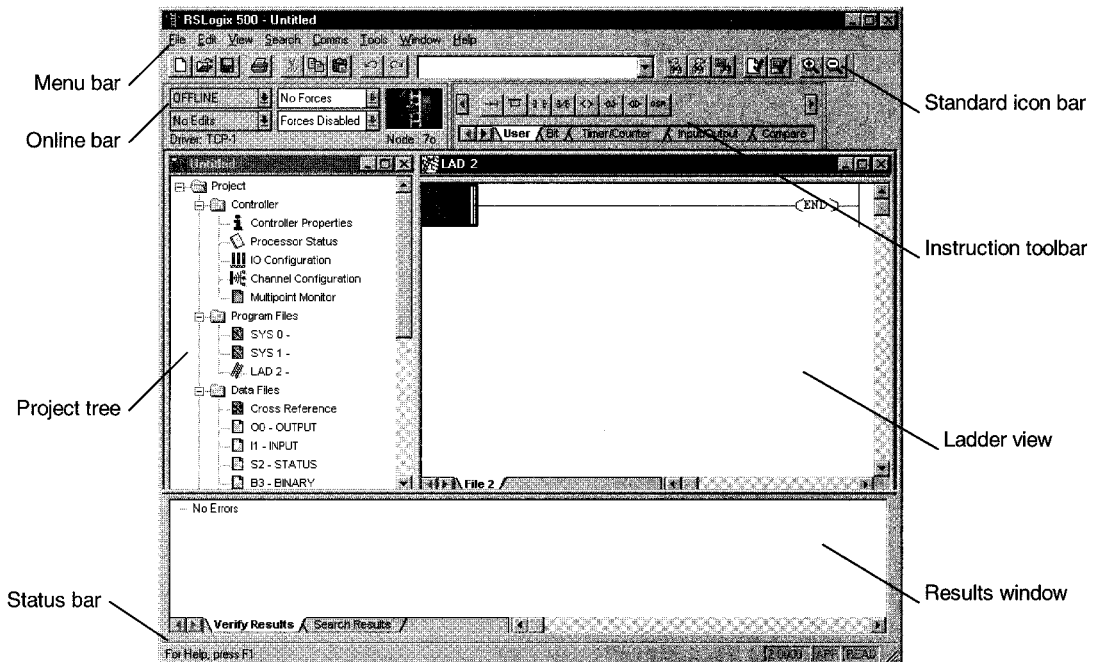 RSLogix 500 - Untitled
File Edit View Search Comms Tools Window Help
Menu bar
Standard icon bar
OFFLINE No Forces
No Edits Forces Disabled
Driver: TCP-1 Node: 7o
Online bar
User Bit Timer/Counter Input/Output Compare
Instruction toolbar
Untitled
LAD 2
Project
Controller
Controller Properties
Processor Status
IO Configuration
Channel Configuration
Multipoint Monitor
Program Files
SYS 0 -
SYS 1 -
LAD 2 -
Data Files
Cross Reference
O0 - OUTPUT
I1 - INPUT
S2 - STATUS
B3 - BINARY
Project tree
END
Ladder view
File 2
No Errors
Results window
Verify Results Search Results
Status bar
For Help, press F1
2:0000 APP READ